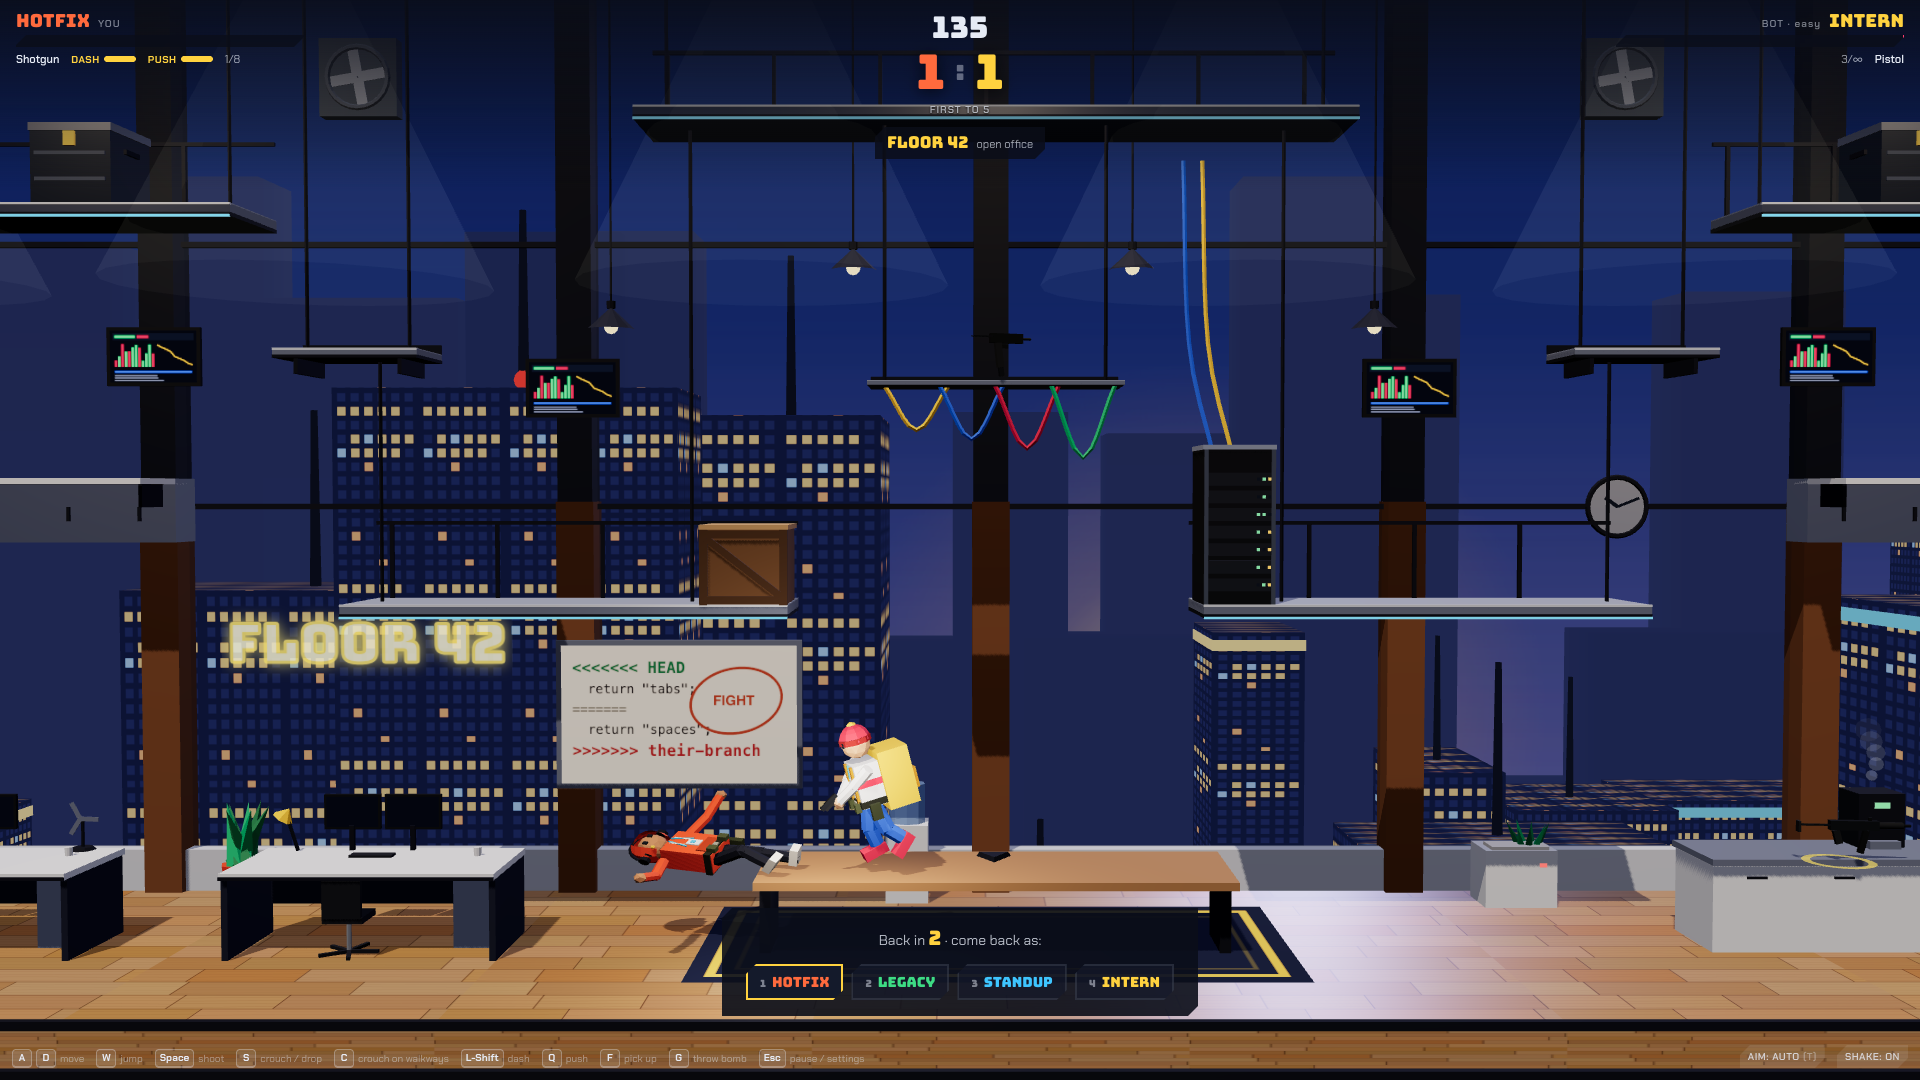 HOTFIX YOU
Shotgun DASH PUSH 1/8
135
1 : 1
FIRST TO 5
FLOOR 42 open office
BOT · easy INTERN
3/∞ Pistol
FLOOR 42
<<<<<<< HEAD
return "tabs";
=======
return "spaces";
>>>>>>> their-branch
FIGHT
Back in 2 · come back as:
1 HOTFIX 2 LEGACY 3 STANDUP 4 INTERN
A D move W jump Space shoot S crouch / drop C crouch on walkways L-Shift dash Q push F pick up G throw bomb Esc pause / settings
AIM: AUTO (T) SHAKE: ON